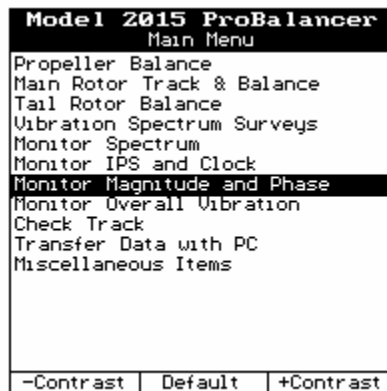 Model 2015 ProBalancer
Main Menu
Propeller Balance
Main Rotor Track & Balance
Tail Rotor Balance
Vibration Spectrum Surveys
Monitor Spectrum
Monitor IPS and Clock
Monitor Magnitude and Phase
Monitor Overall Vibration
Check Track
Transfer Data with PC
Miscellaneous Items
-Contrast Default +Contrast